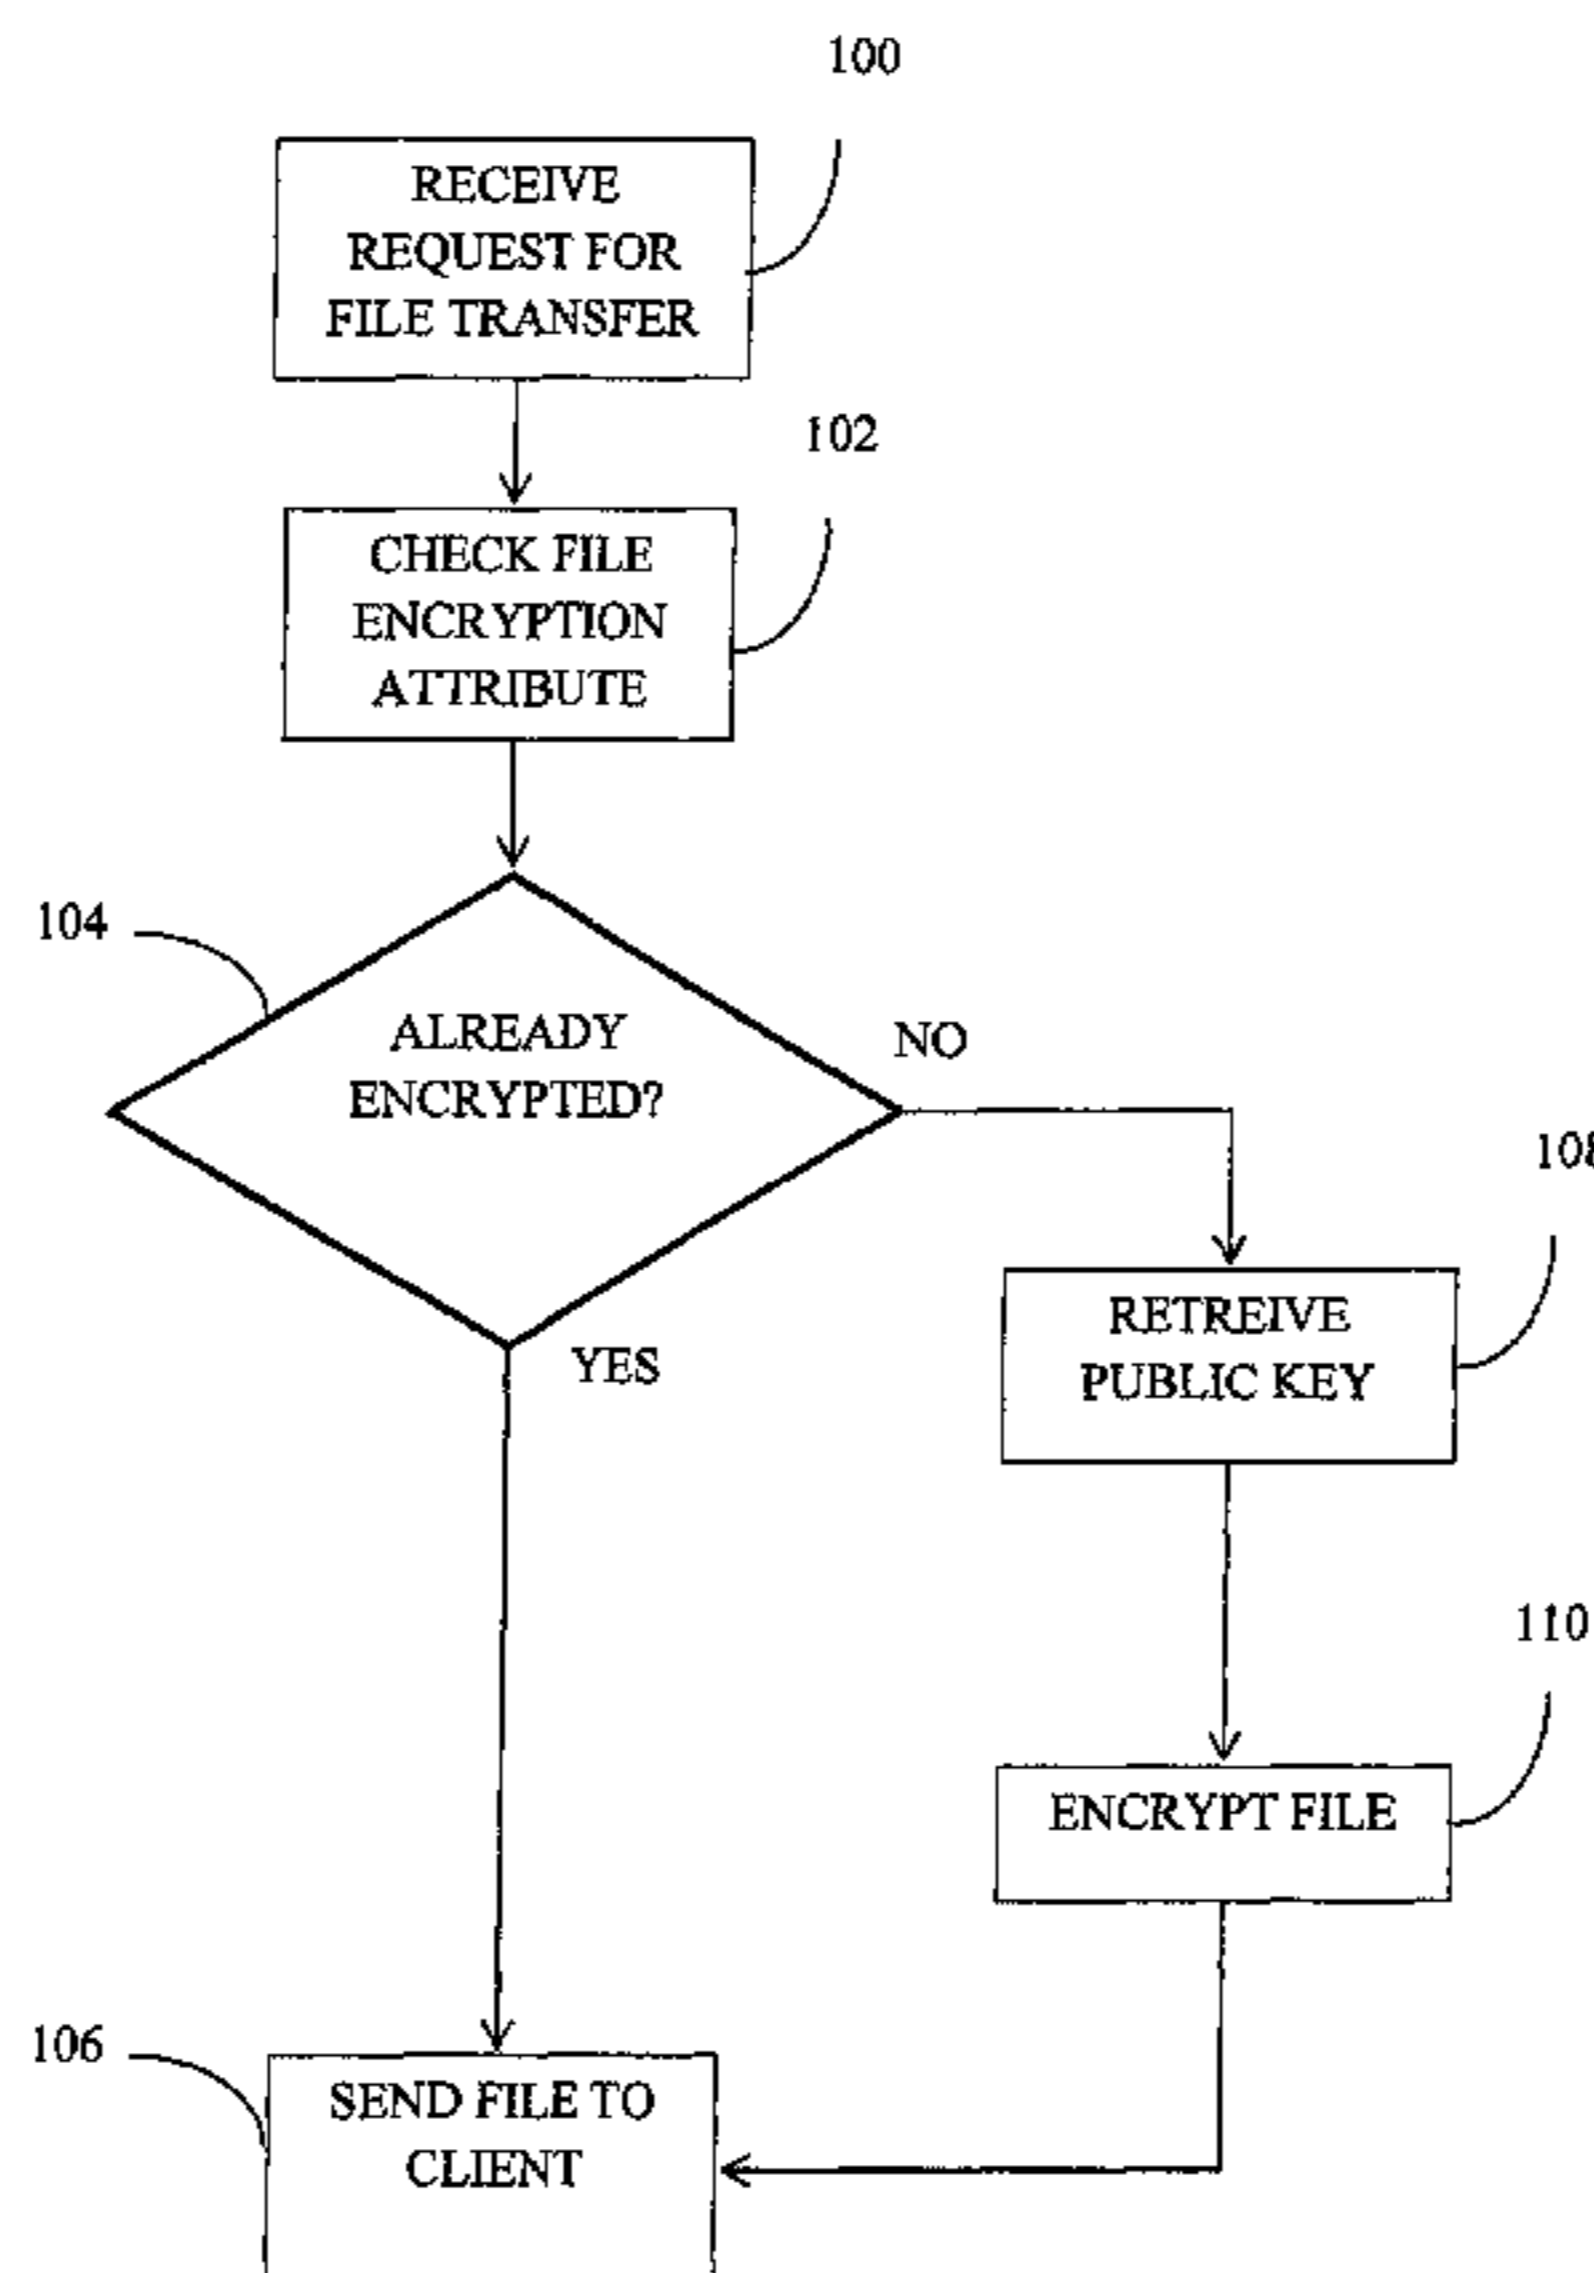 100
RECEIVE
REQUEST FOR
FILE TRANSFER
102
CHECK FILE
ENCRYPTION
ATTRIBUTE
104
ALREADY
ENCRYPTED?
NO
YES
108
RETREIVE
PUBLIC KEY
110
ENCRYPT FILE
106
SEND FILE TO
CLIENT